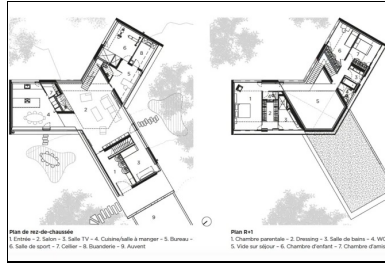 Plan de rez-de-chaussée
1. Entrée – 2. Salon – 3. Salle TV – 4. Cuisine/salle à manger – 5. Bureau –
6. Salle de sport – 7. Cellier – 8. Buanderie – 9. Auvent
Plan R+1
1. Chambre parentale – 2. Dressing – 3. Salle de bains – 4. WC
5. Vide sur séjour – 6. Chambre d'enfant – 7. Chambre d'amis